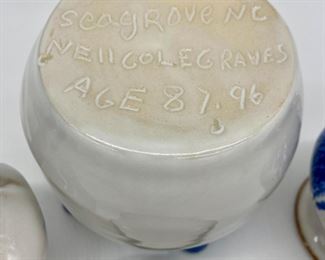 Seagrove NC
NEll COLE GRAVES
AGE 87. 96